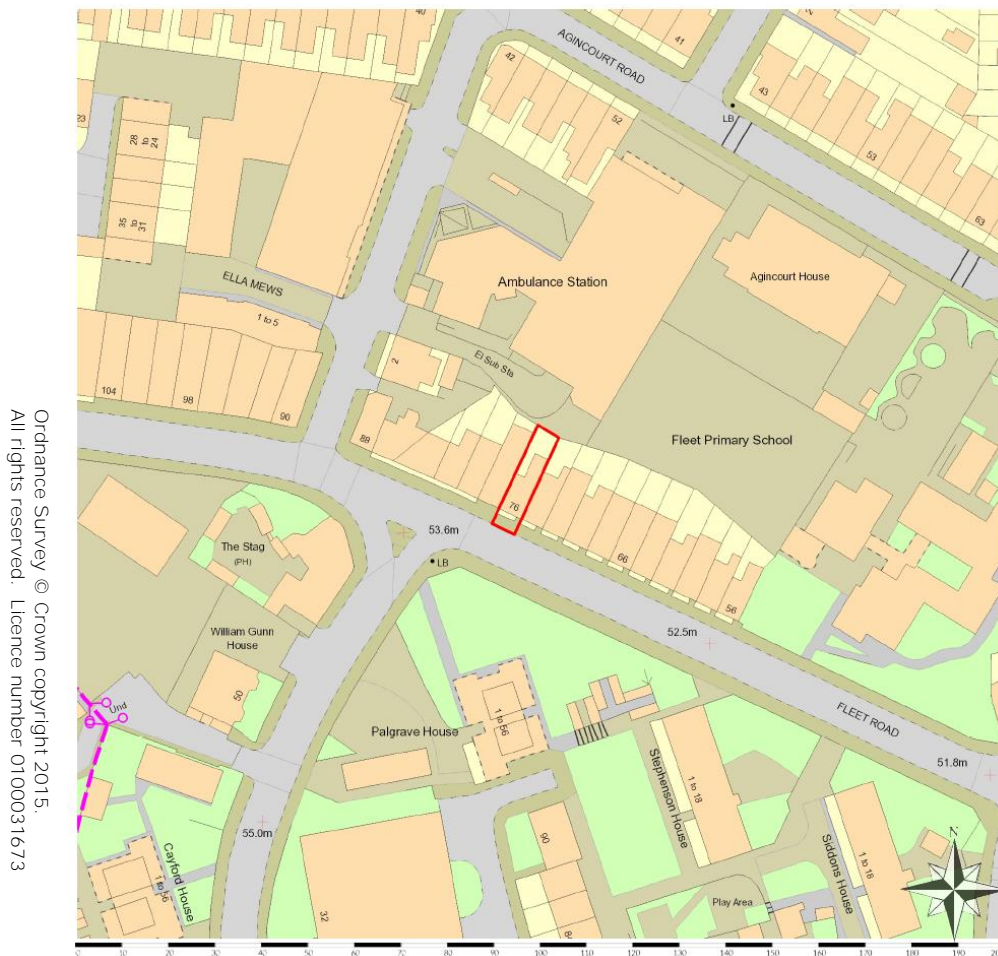 40
AGINCOURT ROAD
41
42
43
LB
52
53
63
23
28
to
24
35
to
31
ELLA MEWS
1 to 5
Ambulance Station
Agincourt House
El Sub Sta
2
104
98
90
88
Fleet Primary School
76
53.6m
66
56
LB
The Stag
(PH)
William Gunn
House
50
52.5m
FLEET ROAD
51.8m
Und
Palgrave House
1 to 56
Stephenson House
1 to 18
Siddons House
1 to 18
55.0m
Cayford House
1 to 56
32
90
84
Play Area
N
0 10 20 30 40 50 60 70 80 90 100 110 120 130 140 150 160 170 180 190
Ordnance Survey © Crown copyright 2015.
All rights reserved. Licence number 0100031673